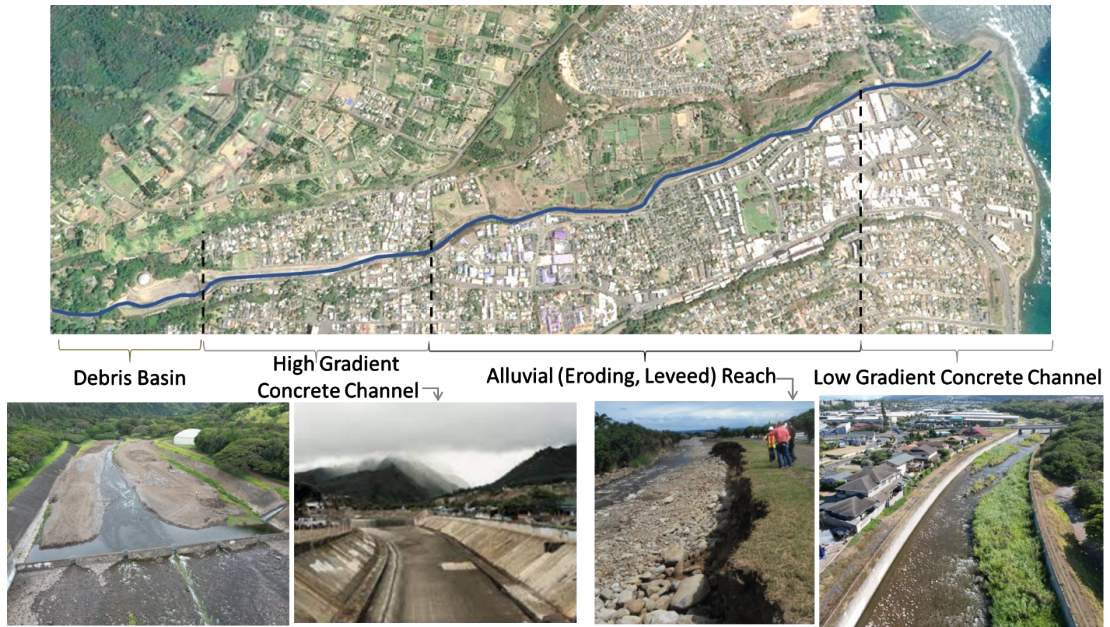 Debris Basin
High Gradient
Concrete Channel
Alluvial (Eroding, Leveed) Reach
Low Gradient Concrete Channel